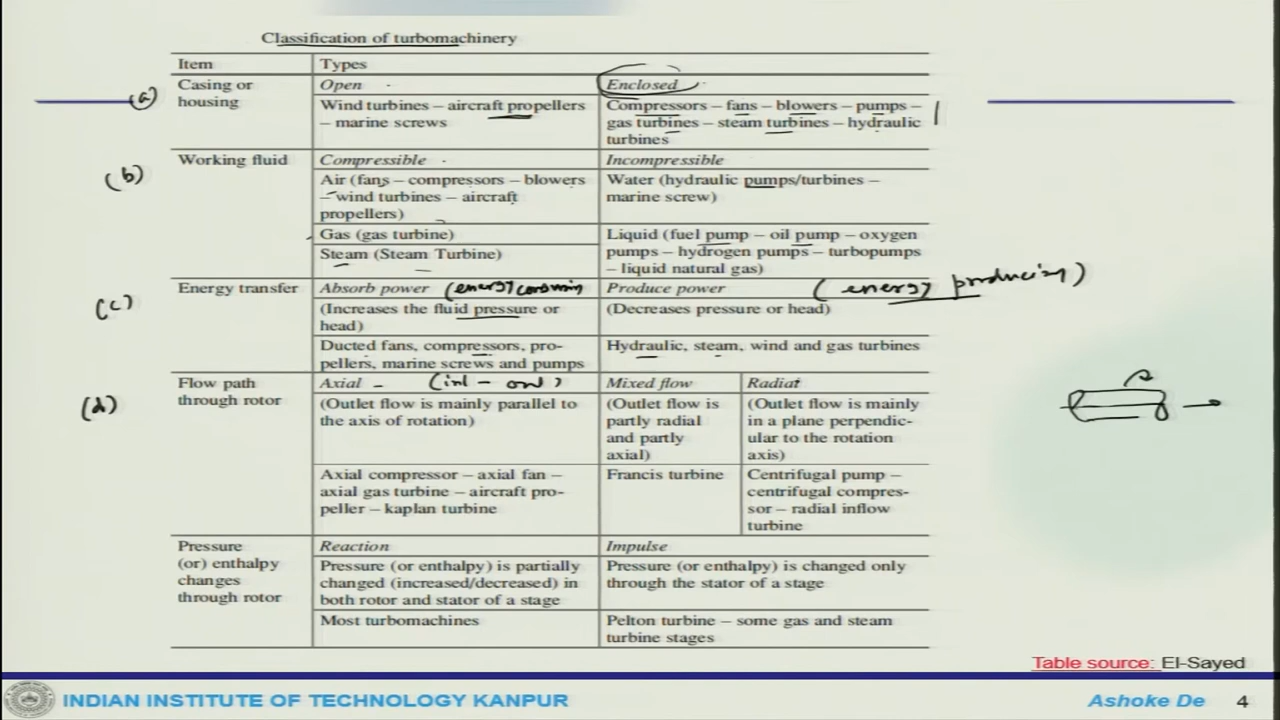 Classification of turbomachinery
Item Types
(a) Casing or housing
Open Enclosed
Wind turbines – aircraft propellers
– marine screws
Compressors – fans – blowers – pumps –
gas turbines – steam turbines – hydraulic
turbines
(b) Working fluid
Compressible Incompressible
Air (fans – compressors – blowers
– wind turbines – aircraft
propellers)
Water (hydraulic pumps/turbines –
marine screw)
Gas (gas turbine)
Steam (Steam Turbine)
Liquid (fuel pump – oil pump – oxygen
pumps – hydrogen pumps – turbopumps
– liquid natural gas)
(c) Energy transfer
Absorb power (energy consuming
Produce power (energy producing)
(Increases the fluid pressure or
head)
(Decreases pressure or head)
Ducted fans, compressors, pro-
pellers, marine screws and pumps
Hydraulic, steam, wind and gas turbines
(d) Flow path
through rotor
Axial Mixed flow Radial
(Outlet flow is mainly parallel to
the axis of rotation)
(Outlet flow is
partly radial
and partly
axial)
(Outlet flow is mainly
in a plane perpendic-
ular to the rotation
axis)
Axial compressor – axial fan –
axial gas turbine – aircraft pro-
peller – kaplan turbine
Francis turbine
Centrifugal pump –
centrifugal compres-
sor – radial inflow
turbine
Pressure
(or) enthalpy
changes
through rotor
Reaction Impulse
Pressure (or enthalpy) is partially
changed (increased/decreased) in
both rotor and stator of a stage
Pressure (or enthalpy) is changed only
through the stator of a stage
Most turbomachines
Pelton turbine – some gas and steam
turbine stages
Table source: El-Sayed
INDIAN INSTITUTE OF TECHNOLOGY KANPUR
Ashoke De 4